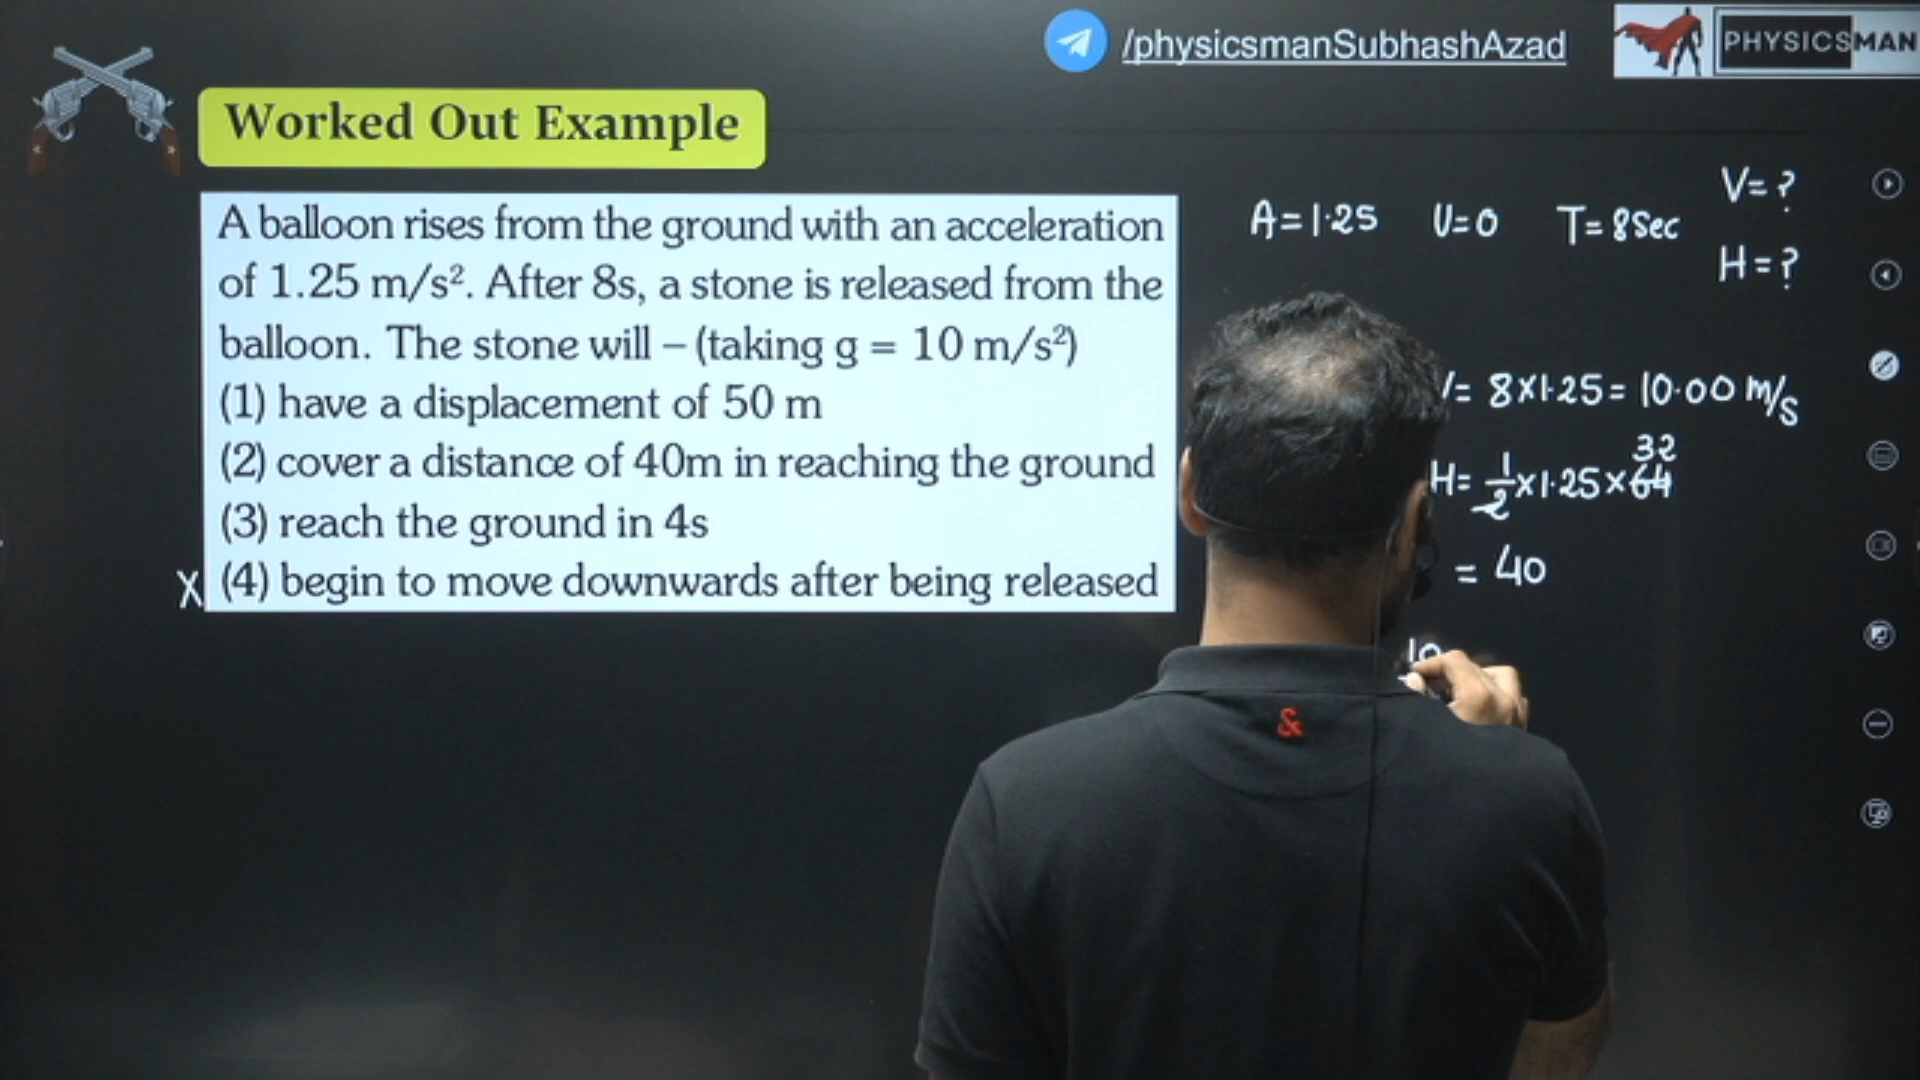 /physicsmanSubhashAzad
PHYSICSMAN
Worked Out Example
A balloon rises from the ground with an acceleration
of 1.25 m/s². After 8s, a stone is released from the
balloon. The stone will – (taking g = 10 m/s²)
(1) have a displacement of 50 m
(2) cover a distance of 40m in reaching the ground
(3) reach the ground in 4s
X (4) begin to move downwards after being released
A=1.25 U=0 T=8Sec
V=?
H=?
V= 8×1.25= 10.00 m/s
32
H= 1/2×1.25×64
= 40
10
&